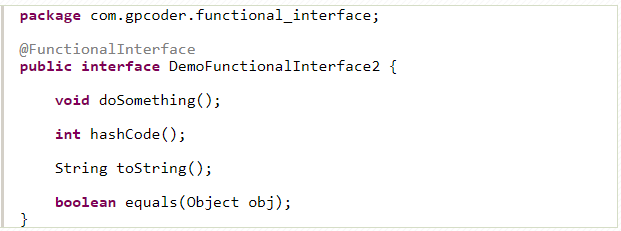 package com.gpcoder.functional_interface;
@FunctionalInterface
public interface DemoFunctionalInterface2 {
void doSomething();
int hashCode();
String toString();
boolean equals(Object obj);
}